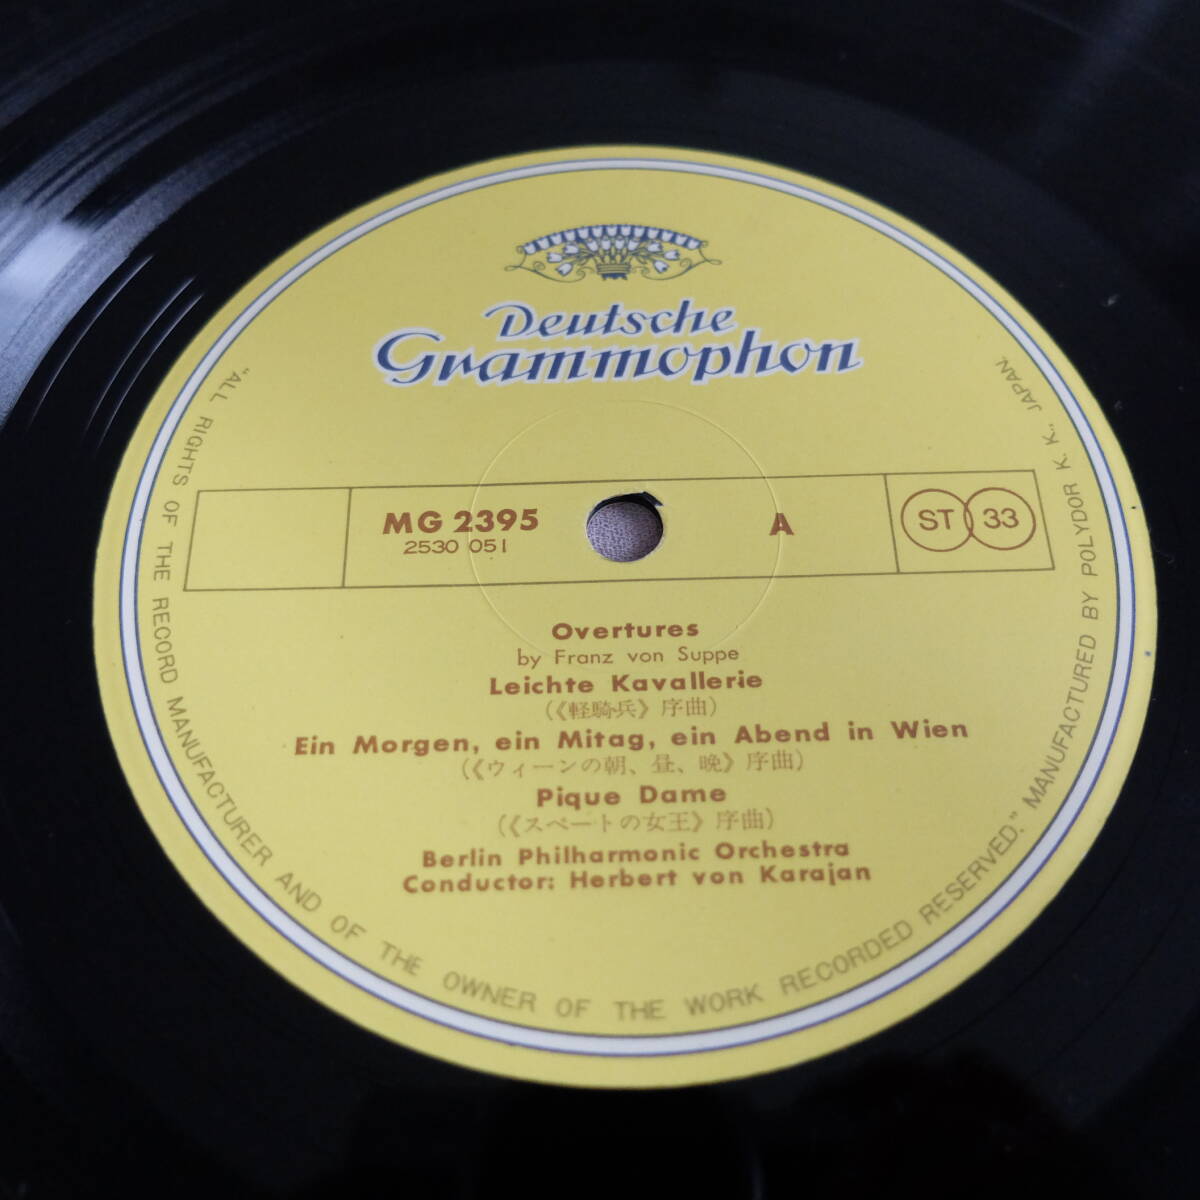 Deutsche
Grammophon
MG 2395
2530 051
A
ST 33
Overtures
by Franz von Suppe
Leichte Kavallerie
(《軽騎兵》序曲)
Ein Morgen, ein Mitag, ein Abend in Wien
(《ウィーンの朝、昼、晩》序曲)
Pique Dame
(《スペートの女王》序曲)
Berlin Philharmonic Orchestra
Conductor: Herbert von Karajan
"ALL RIGHTS OF THE RECORD MANUFACTURER AND OF THE OWNER OF THE WORK RECORDED RESERVED." MANUFACTURED BY POLYDOR K. K., JAPAN.